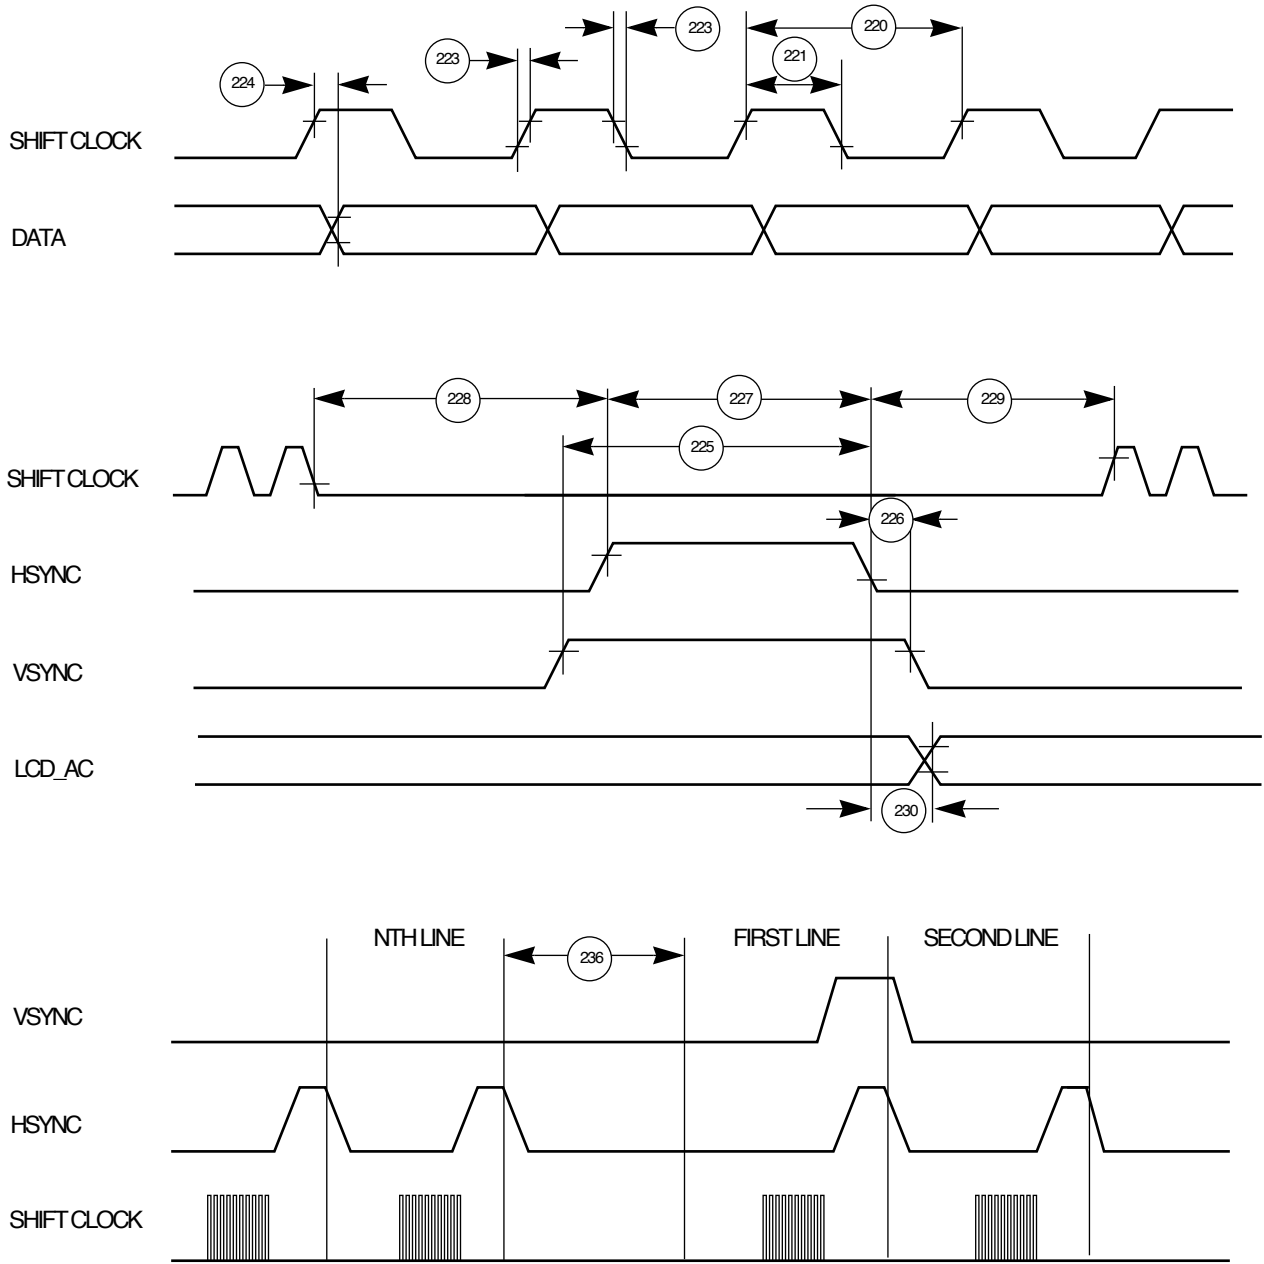 223
220
221
223
224
SHIFT CLOCK
DATA
228
227
229
225
SHIFT CLOCK
226
HSYNC
VSYNC
LCD_AC
230
NTH LINE
FIRST LINE
SECOND LINE
236
VSYNC
HSYNC
SHIFT CLOCK